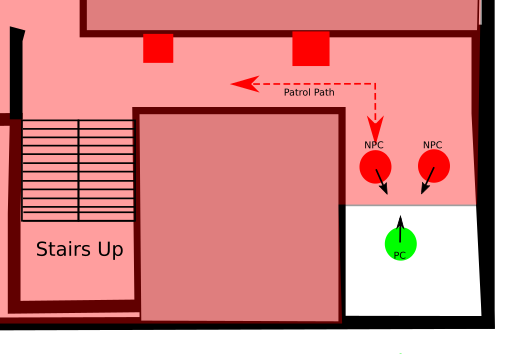 Patrol Path
NPC
NPC
Stairs Up
PC